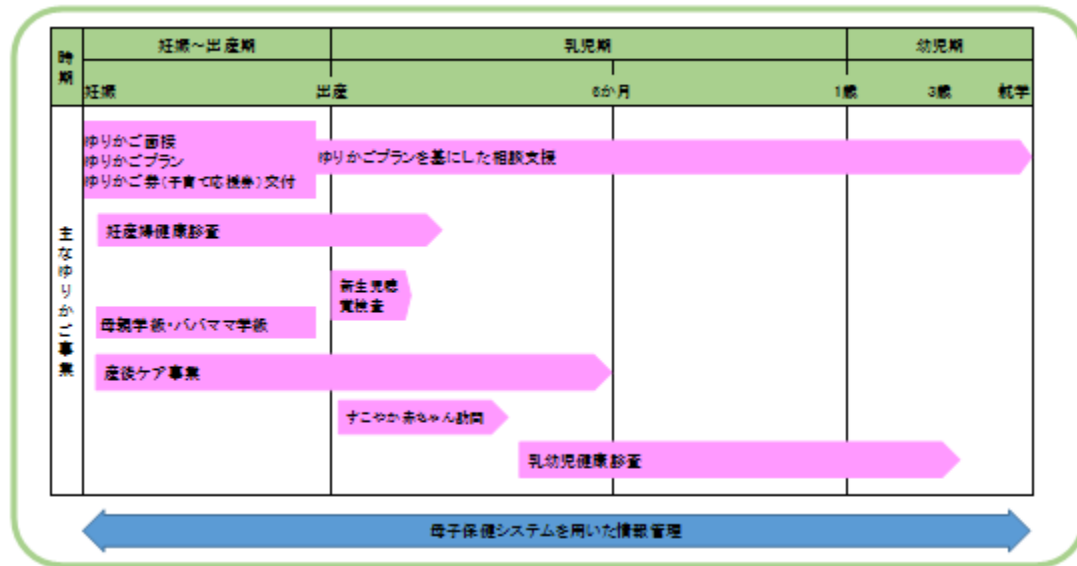 時期
妊娠～出産期 乳児期 幼児期
妊娠 出産 6か月 1歳 3歳 就学
主なゆりかご事業
ゆりかご面接
ゆりかごプラン
ゆりかご券(子育て応援券)交付
ゆりかごプランを基にした相談支援
妊産婦健康診査
新生児聴
覚検査
母親学級・パパママ学級
産後ケア事業
すこやか赤ちゃん訪問
乳幼児健康診査
母子保健システムを用いた情報管理